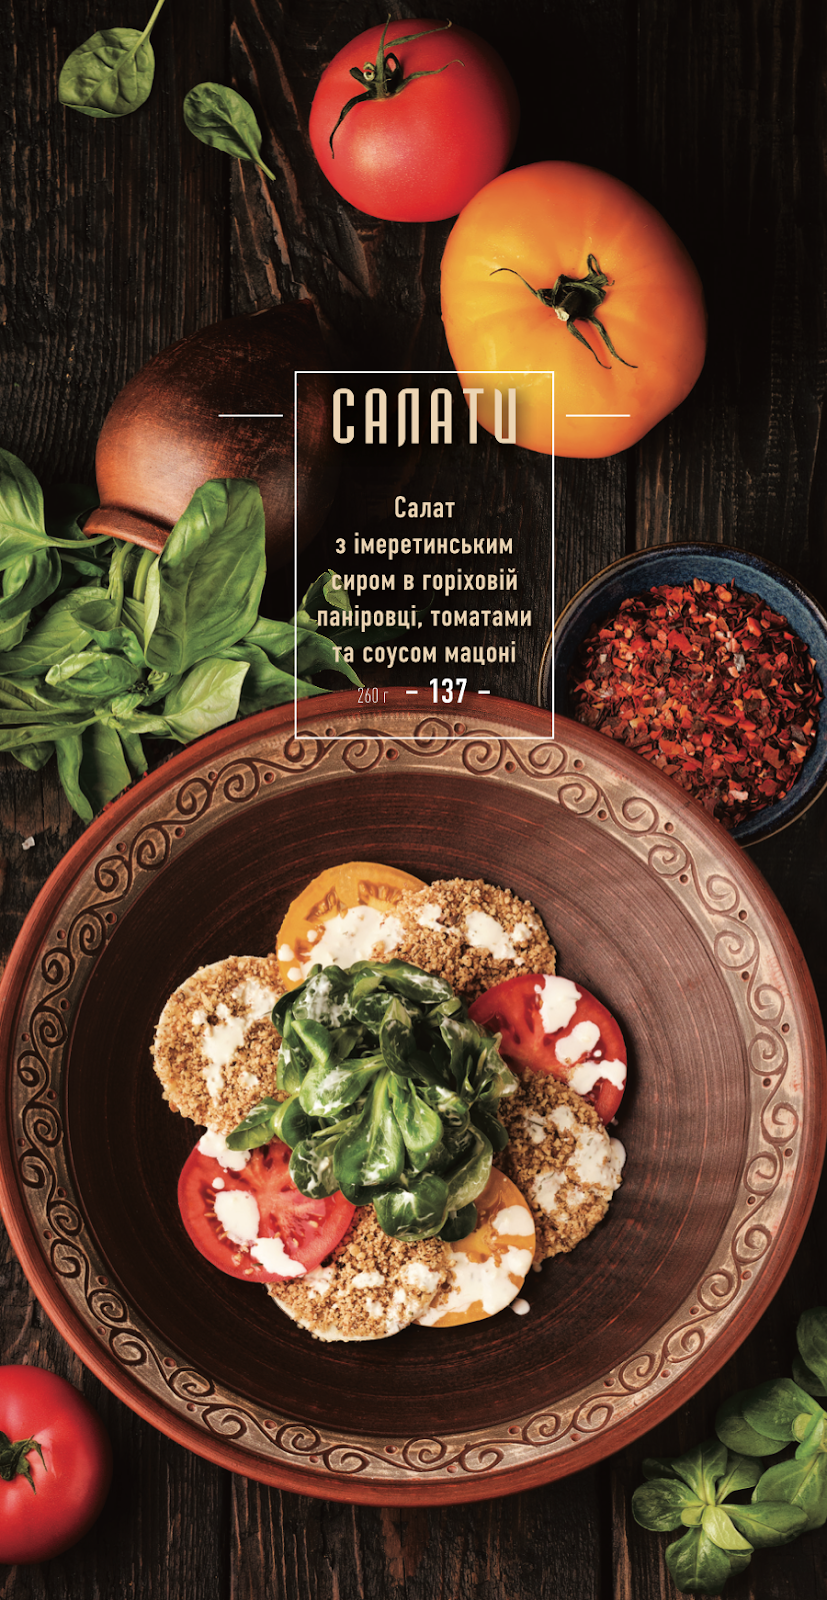 САЛАТИ
Салат
з імеретинським
сиром в горіховій
паніровці, томатами
та соусом мацоні
260 г – 137 –